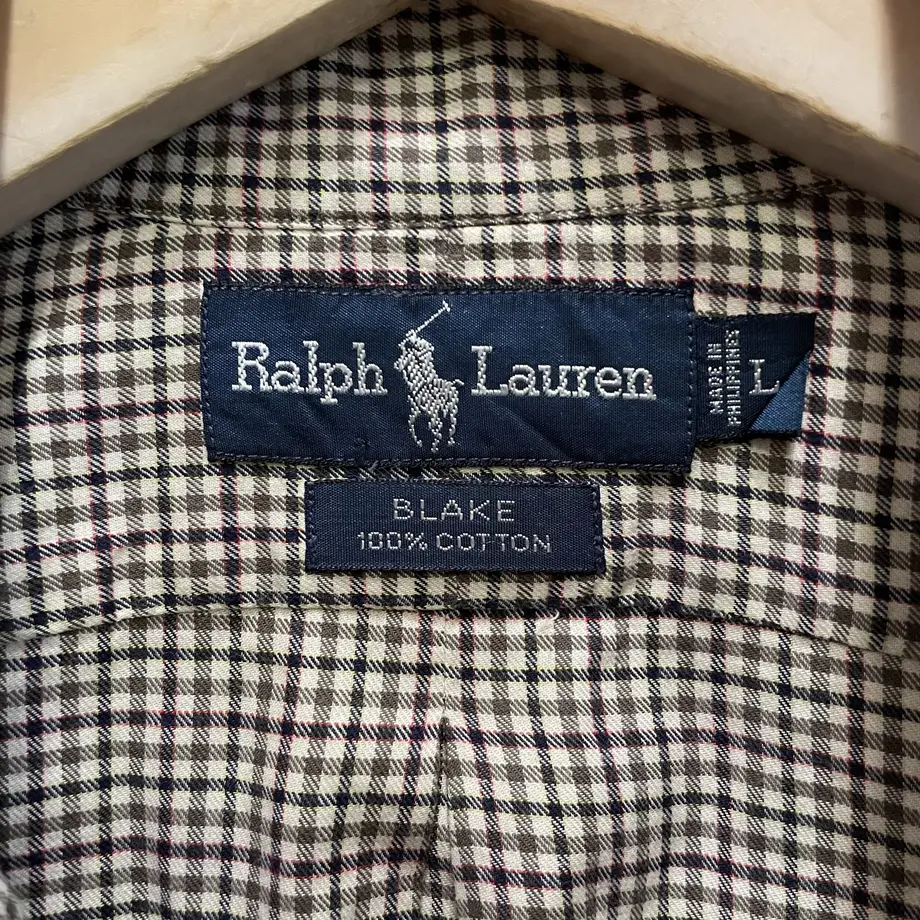 Ralph Lauren
MADE IN
PHILIPPINES
L
BLAKE
100% COTTON